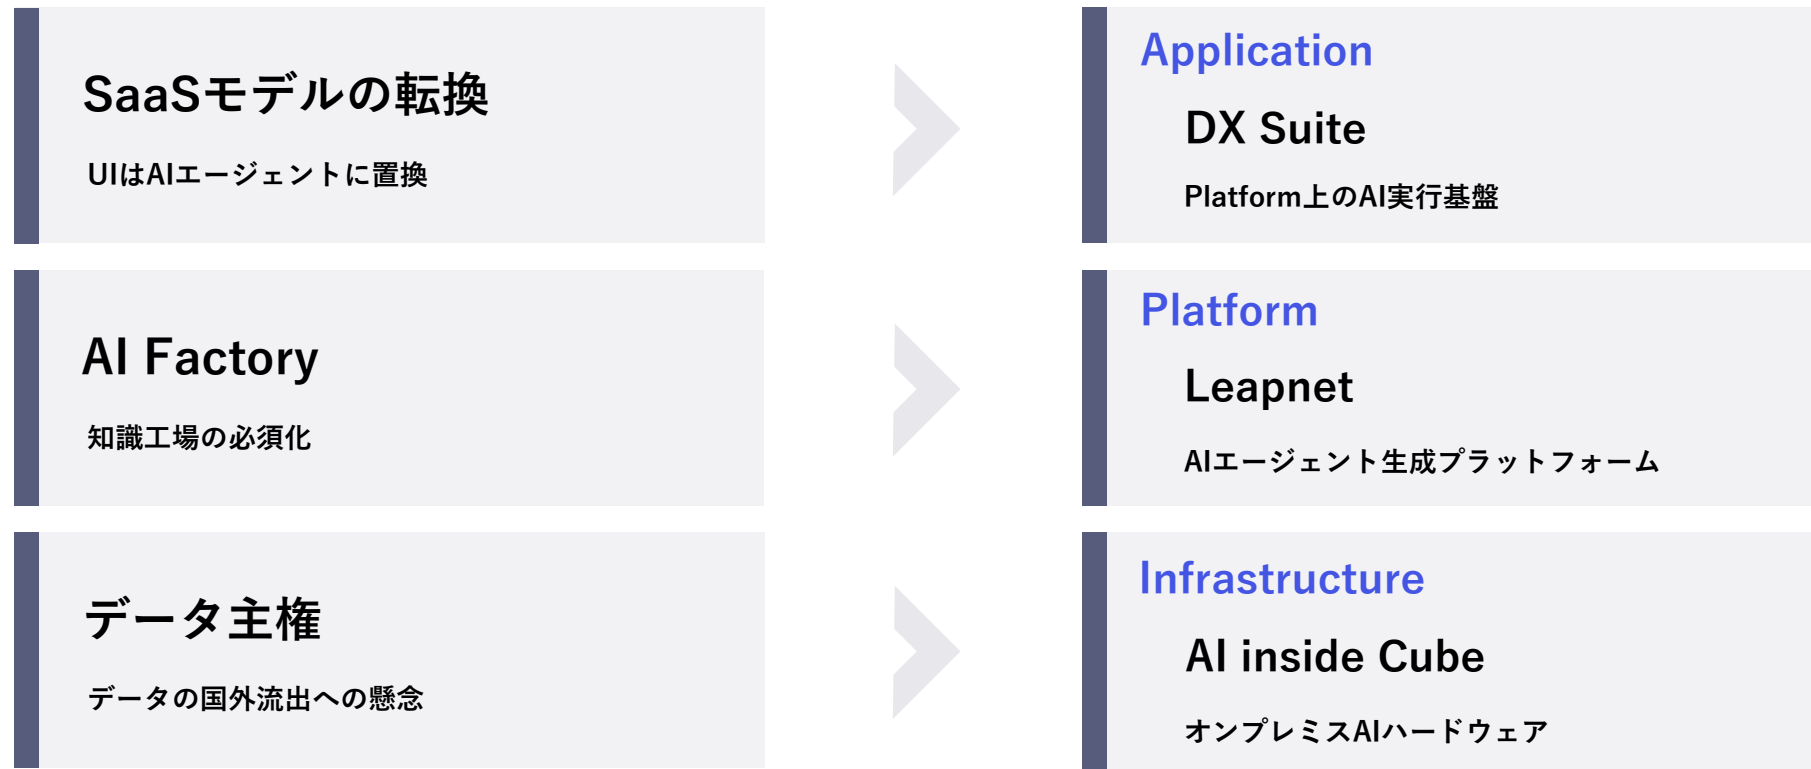 SaaSモデルの転換
UIはAIエージェントに置換
Application
DX Suite
Platform上のAI実行基盤
AI Factory
知識工場の必須化
Platform
Leapnet
AIエージェント生成プラットフォーム
データ主権
データの国外流出への懸念
Infrastructure
AI inside Cube
オンプレミスAIハードウェア